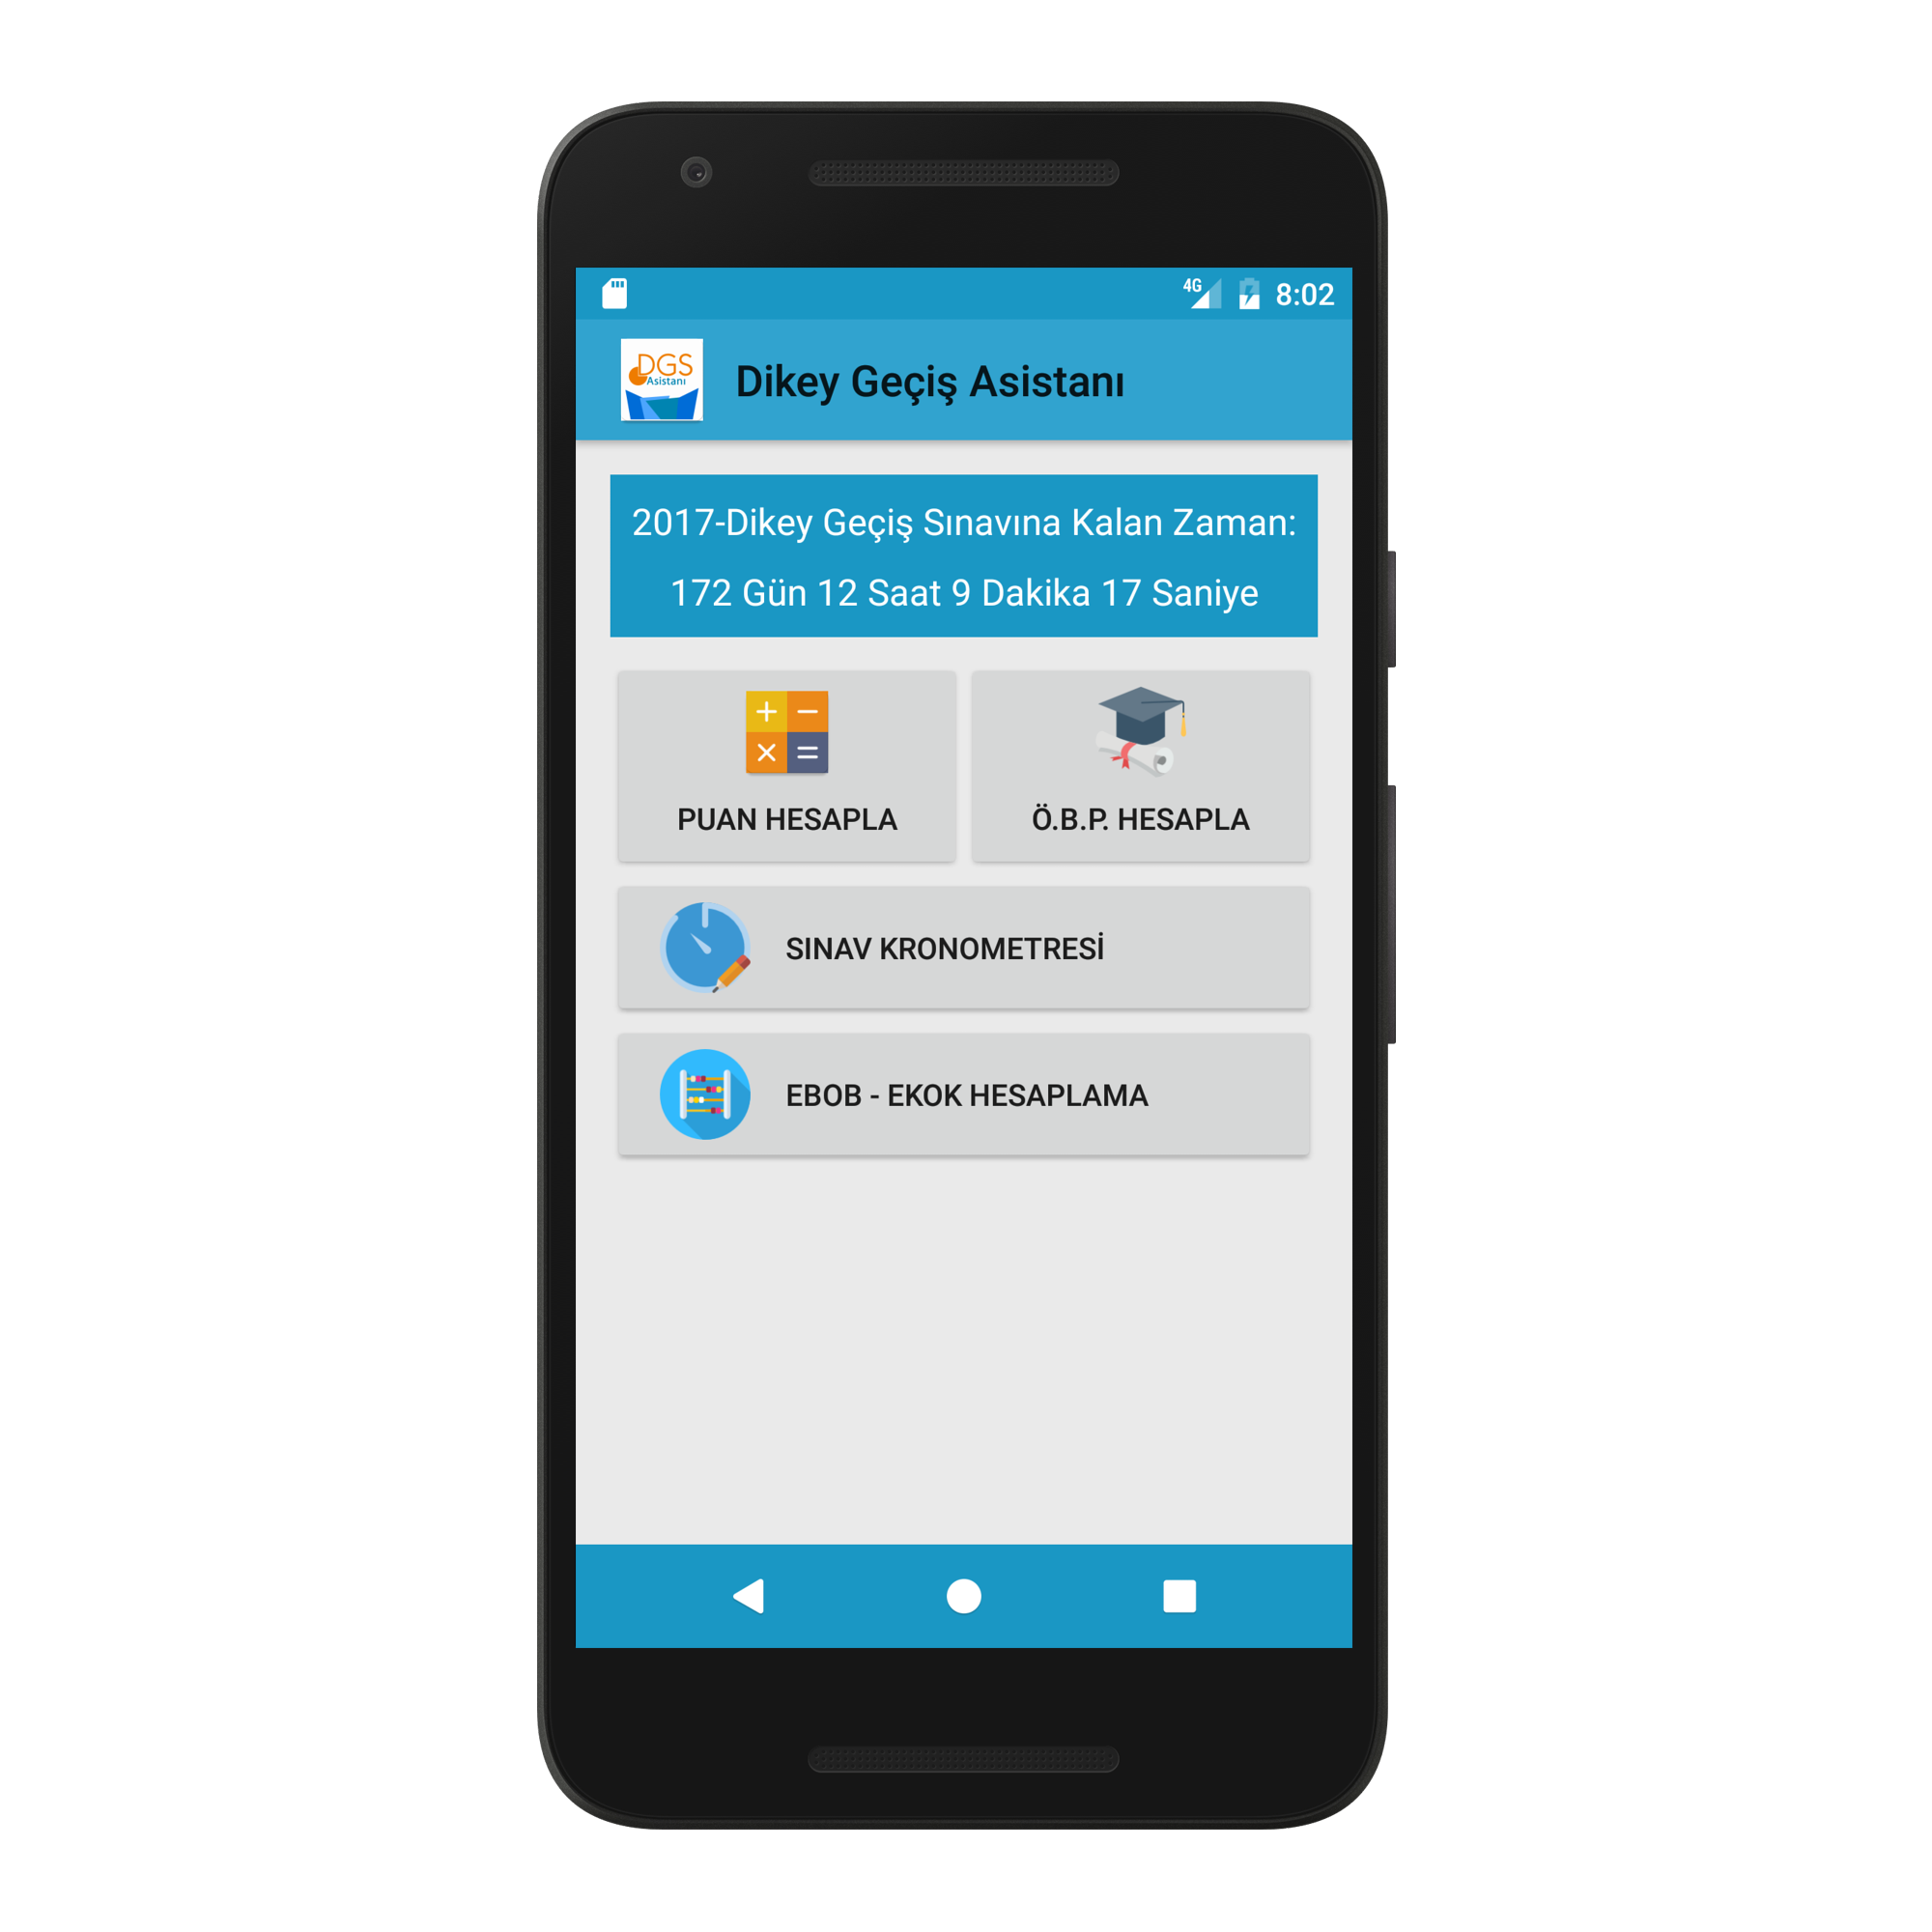 4G 8:02
DGS
Asistanı
Dikey Geçiş Asistanı
2017-Dikey Geçiş Sınavına Kalan Zaman:
172 Gün 12 Saat 9 Dakika 17 Saniye
PUAN HESAPLA
Ö.B.P. HESAPLA
SINAV KRONOMETRESİ
EBOB - EKOK HESAPLAMA